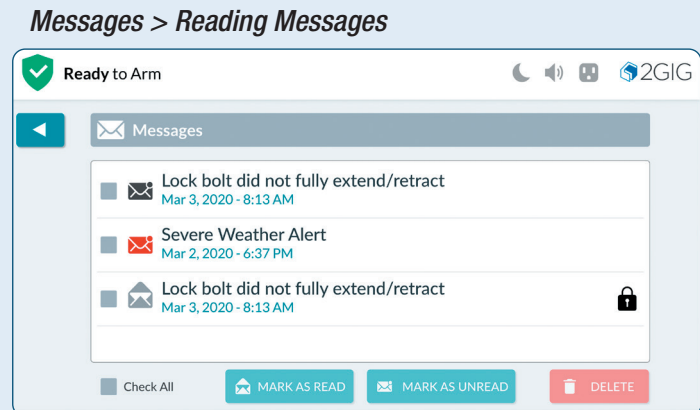 Messages > Reading Messages
Ready to Arm
2GIG
Messages
Lock bolt did not fully extend/retract
Mar 3, 2020 - 8:13 AM
Severe Weather Alert
Mar 2, 2020 - 6:37 PM
Lock bolt did not fully extend/retract
Mar 3, 2020 - 8:13 AM
Check All
MARK AS READ
MARK AS UNREAD
DELETE